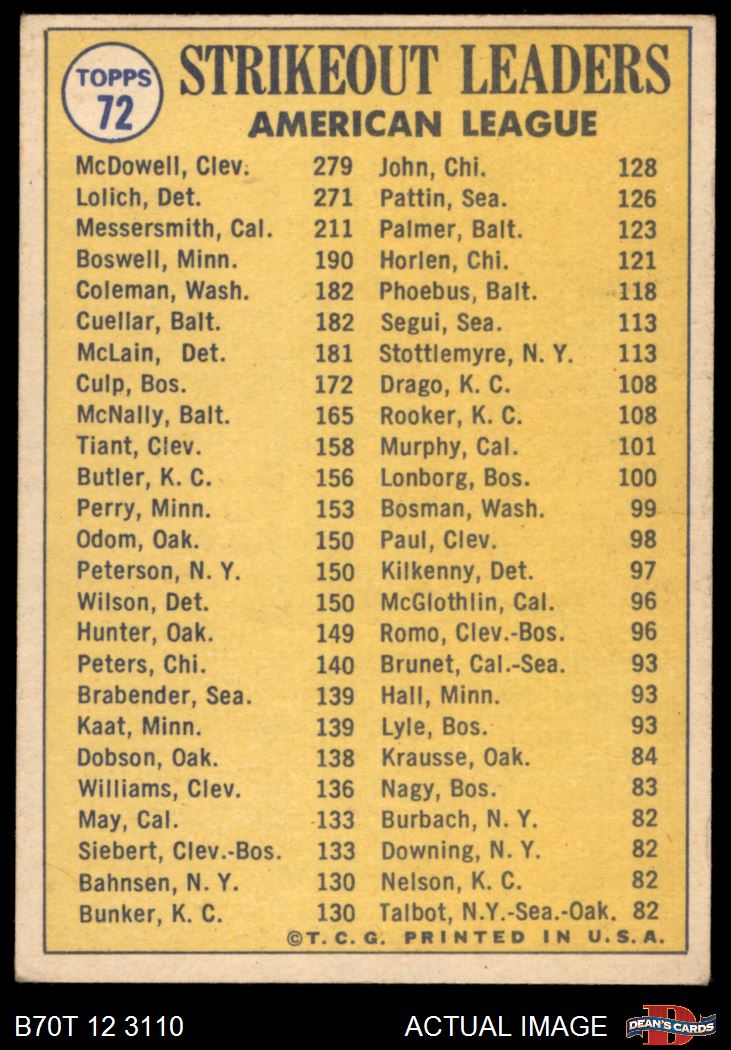 TOPPS
72
STRIKEOUT LEADERS
AMERICAN LEAGUE
McDowell, Clev. 279
Lolich, Det. 271
Messersmith, Cal. 211
Boswell, Minn. 190
Coleman, Wash. 182
Cuellar, Balt. 182
McLain, Det. 181
Culp, Bos. 172
McNally, Balt. 165
Tiant, Clev. 158
Butler, K. C. 156
Perry, Minn. 153
Odom, Oak. 150
Peterson, N. Y. 150
Wilson, Det. 150
Hunter, Oak. 149
Peters, Chi. 140
Brabender, Sea. 139
Kaat, Minn. 139
Dobson, Oak. 138
Williams, Clev. 136
May, Cal. 133
Siebert, Clev.-Bos. 133
Bahnsen, N. Y. 130
Bunker, K. C. 130
John, Chi. 128
Pattin, Sea. 126
Palmer, Balt. 123
Horlen, Chi. 121
Phoebus, Balt. 118
Segui, Sea. 113
Stottlemyre, N. Y. 113
Drago, K. C. 108
Rooker, K. C. 108
Murphy, Cal. 101
Lonborg, Bos. 100
Bosman, Wash. 99
Paul, Clev. 98
Kilkenny, Det. 97
McGlothlin, Cal. 96
Romo, Clev.-Bos. 96
Brunet, Cal.-Sea. 93
Hall, Minn. 93
Lyle, Bos. 93
Krausse, Oak. 84
Nagy, Bos. 83
Burbach, N. Y. 82
Downing, N. Y. 82
Nelson, K. C. 82
Talbot, N.Y.-Sea.-Oak. 82
©T. C. G. PRINTED IN U. S. A.
B70T 12 3110
ACTUAL IMAGE
D
DEAN'S CARDS